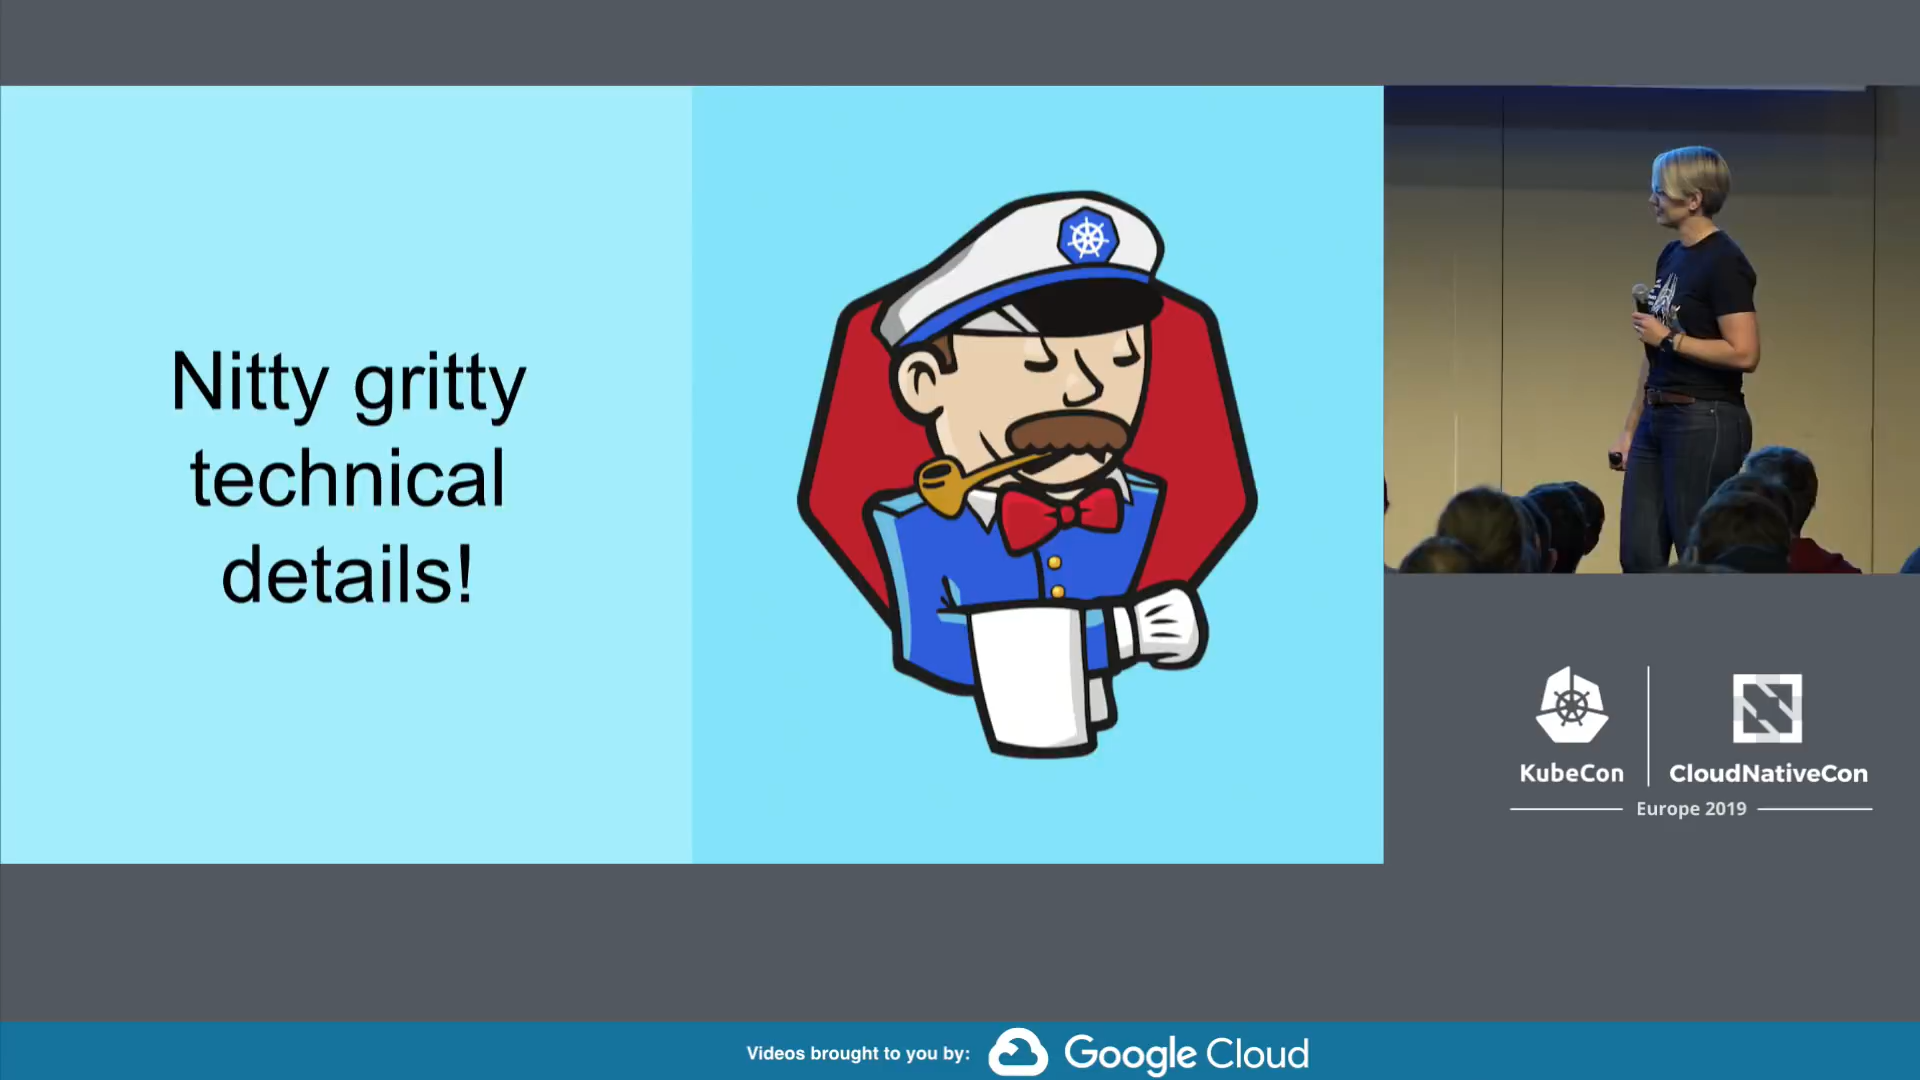 Nitty gritty
technical
details!
KubeCon
CloudNativeCon
Europe 2019
Videos brought to you by:
Google Cloud